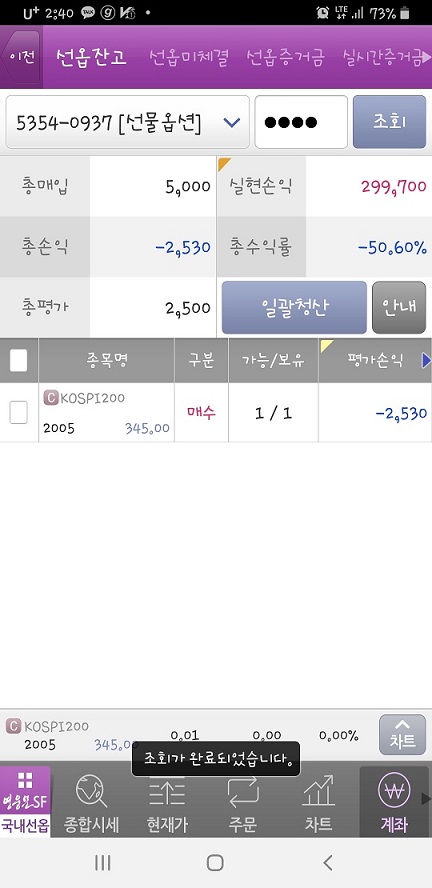 U+ 2:40 LTE 73%
이전 선옵잔고 선옵미체결 선옵증거금 실시간증거금
5354-0937 [선물옵션] ●●●● 조회
총매입 5,000 실현손익 299,700
총손익 -2,530 총수익률 -50.60%
총평가 2,500 일괄청산 안내
종목명 구분 가능/보유 평가손익
C KOSPI200
2005 345.00 매수 1 / 1 -2,530
C KOSPI200
2005 345.0 0.01 0.00 0.00% 차트
조회가 완료되었습니다.
영웅문SF
국내선옵 종합시세 현재가 주문 차트 계좌